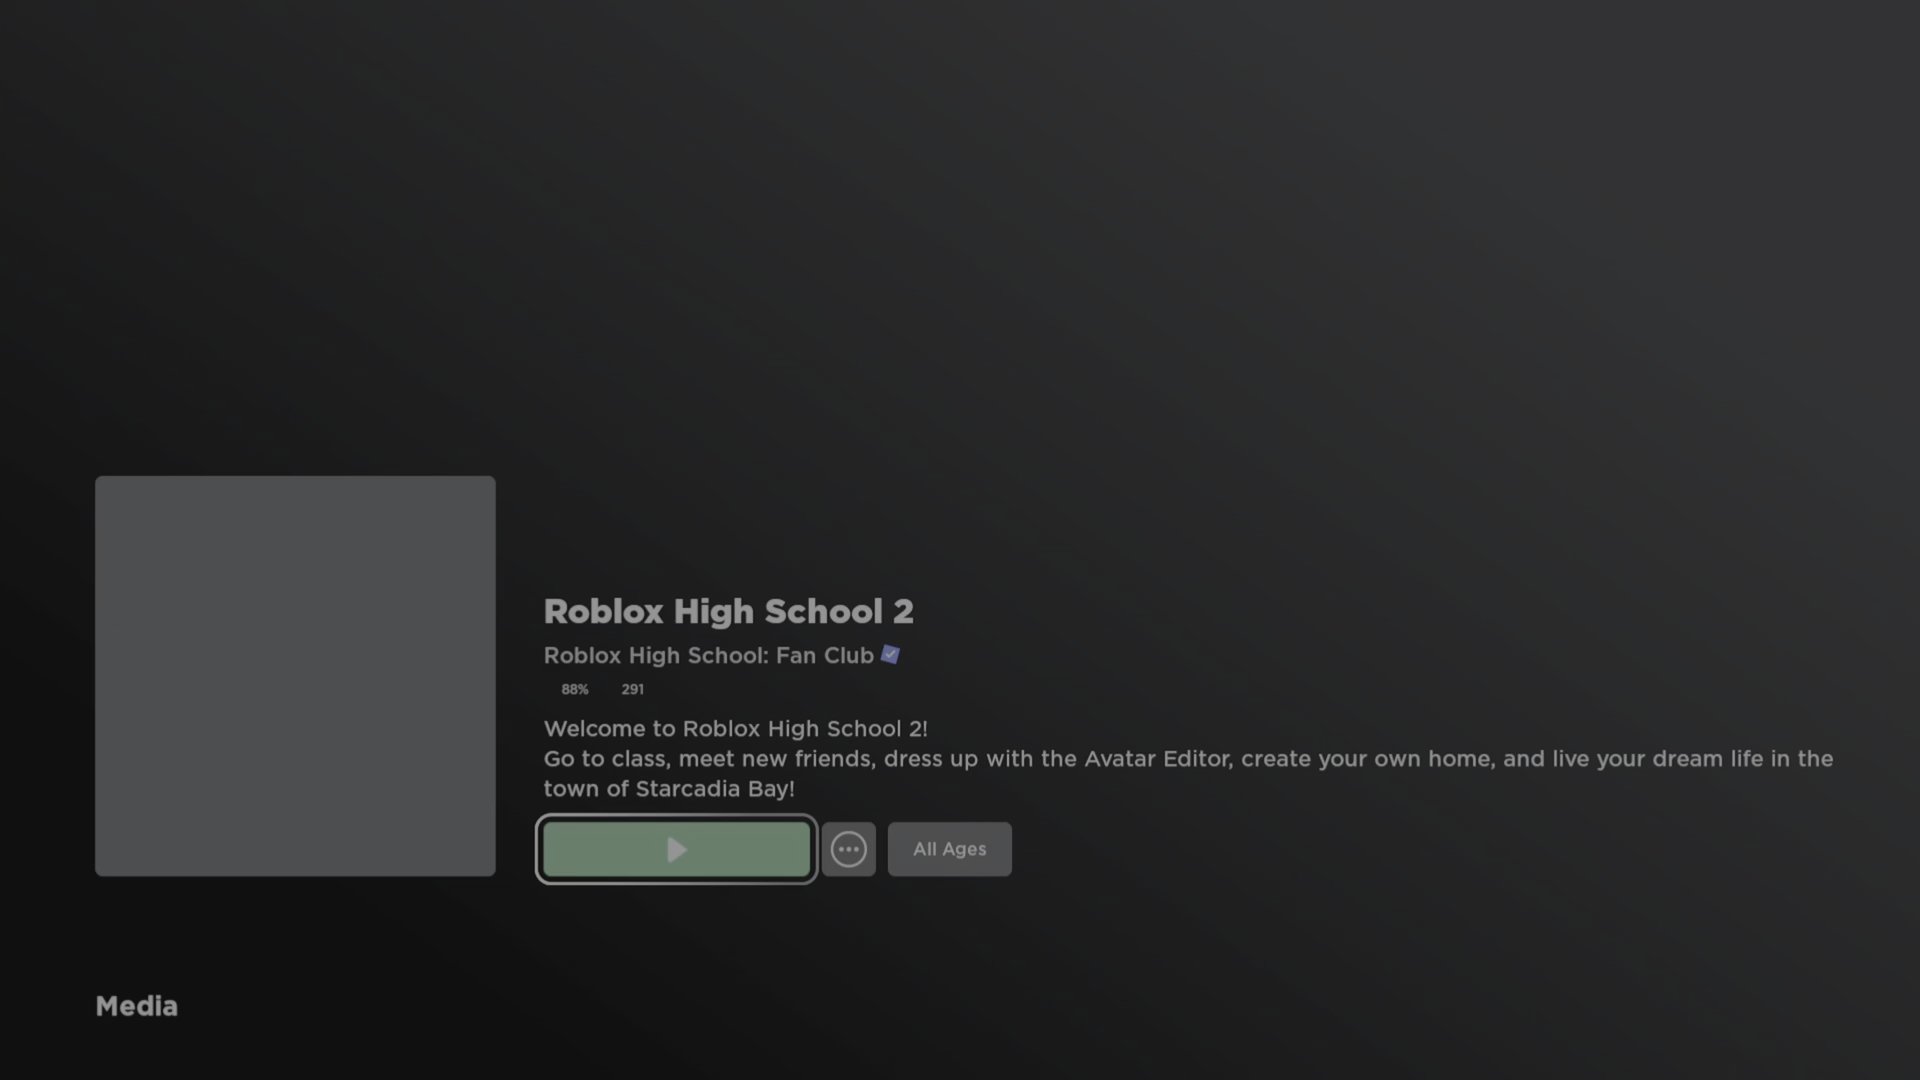 Roblox High School 2
Roblox High School: Fan Club
88% 291
Welcome to Roblox High School 2!
Go to class, meet new friends, dress up with the Avatar Editor, create your own home, and live your dream life in the
town of Starcadia Bay!
All Ages
Media